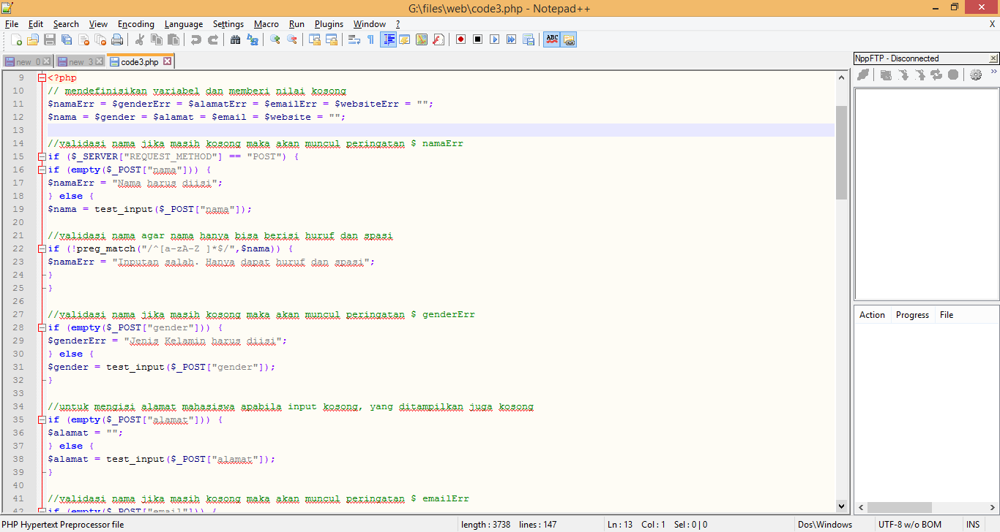 G:\files\web\code3.php - Notepad++
File Edit Search View Encoding Language Settings Macro Run Plugins Window ? X
new 0 new 3 code3.php
NppFTP - Disconnected
9 <?php
10 // mendefinisikan variabel dan memberi nilai kosong
11 $namaErr = $genderErr = $alamatErr = $emailErr = $websiteErr = "";
12 $nama = $gender = $alamat = $email = $website = "";
13
14 //validasi nama jika masih kosong maka akan muncul peringatan $ namaErr
15 if ($_SERVER["REQUEST_METHOD"] == "POST") {
16 if (empty($_POST["nama"])) {
17 $namaErr = "Nama harus diisi";
18 } else {
19 $nama = test_input($_POST["nama"]);
20
21 //validasi nama agar nama hanya bisa berisi huruf dan spasi
22 if (!preg_match("/^[a-zA-Z ]*$/",$nama)) {
23 $namaErr = "Inputan salah. Hanya dapat huruf dan spasi";
24 }
25 }
26
27 //validasi nama jika masih kosong maka akan muncul peringatan $ genderErr
28 if (empty($_POST["gender"])) {
29 $genderErr = "Jenis Kelamin harus diisi";
30 } else {
31 $gender = test_input($_POST["gender"]);
32 }
33
34 //untuk mengisi alamat mahasiswa apabila input kosong, yang ditampilkan juga kosong
35 if (empty($_POST["alamat"])) {
36 $alamat = "";
37 } else {
38 $alamat = test_input($_POST["alamat"]);
39 }
40
41 //validasi nama jika masih kosong maka akan muncul peringatan $ emailErr
42 if (empty($_POST["email"])) {
Action Progress File
PHP Hypertext Preprocessor file length : 3738 lines : 147 Ln : 13 Col : 1 Sel : 0 | 0 Dos\Windows UTF-8 w/o BOM INS